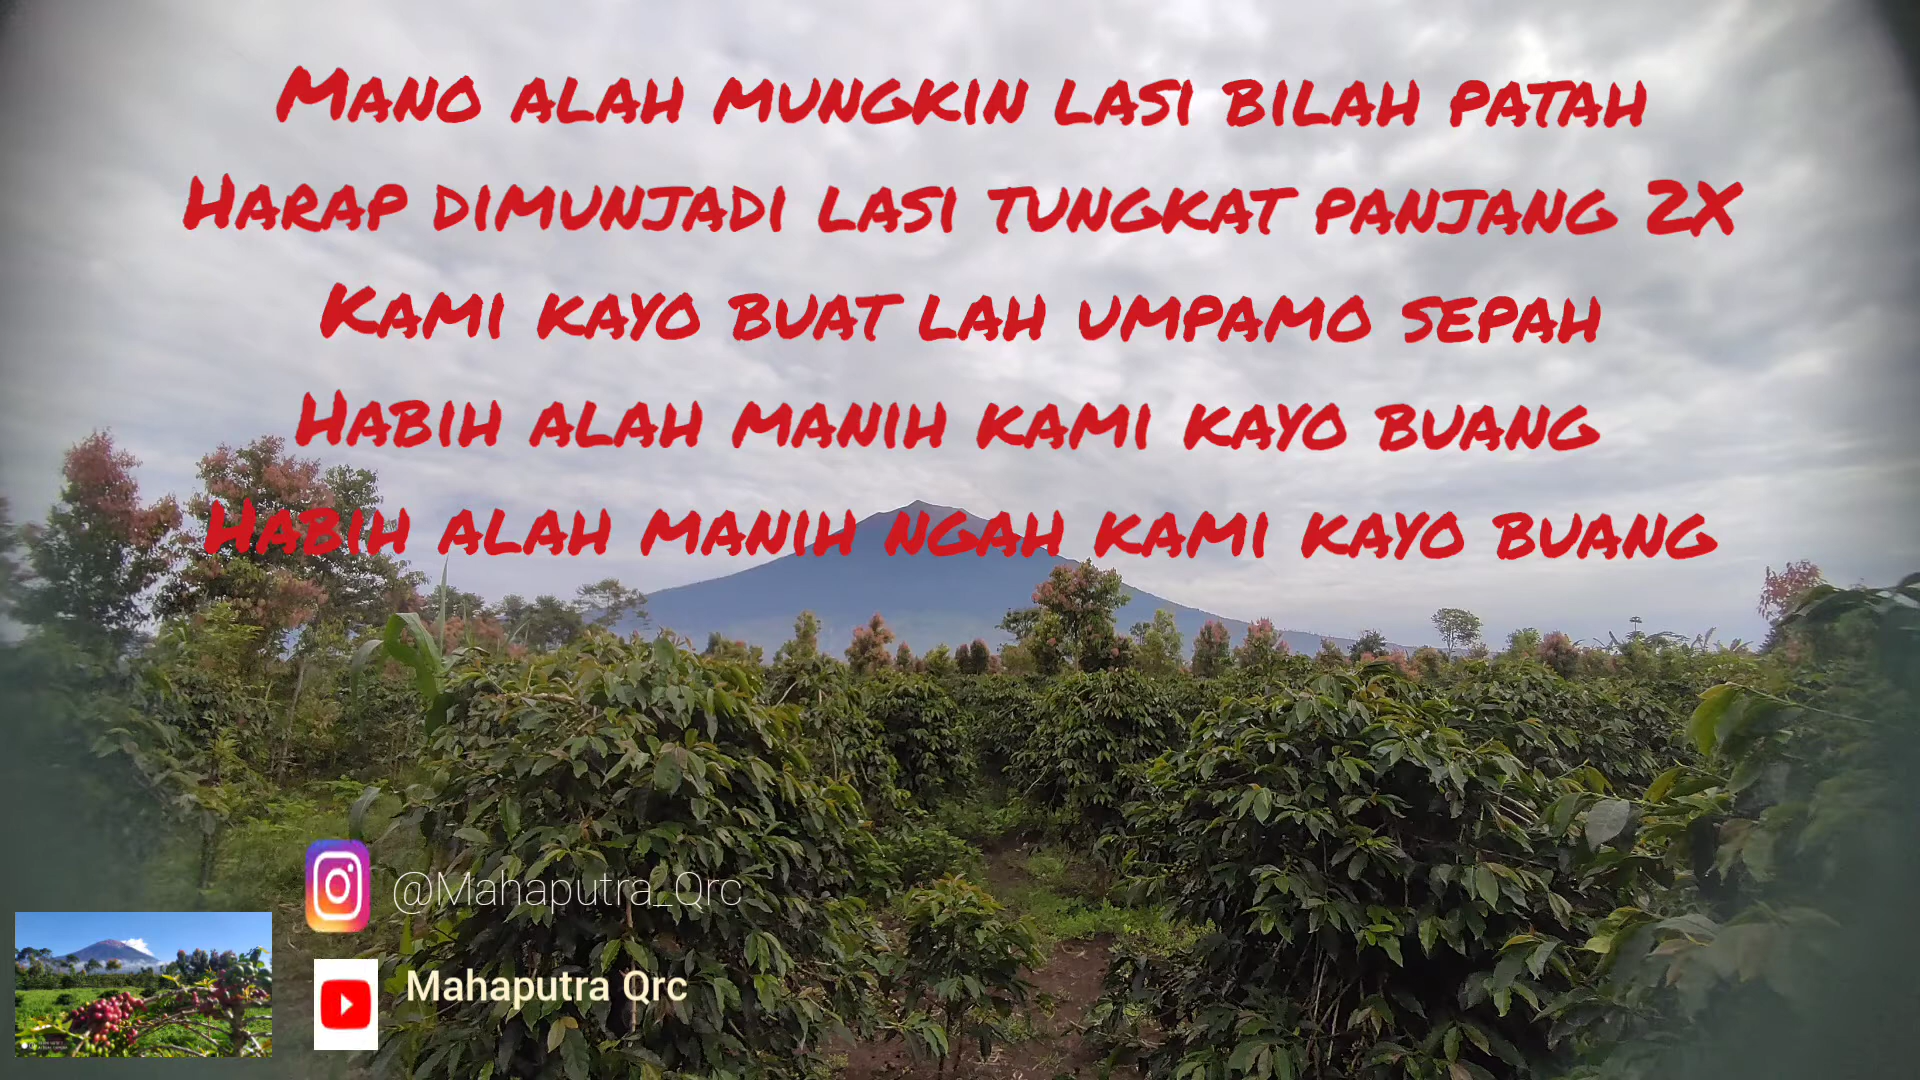 Mano alah mungkin lasi bilah patah
Harap dimunjadi lasi tungkat panjang 2X
Kami kayo buat lah umpamo sepah
Habih alah manih kami kayo buang
Habih alah manih ngah kami kayo buang
@Mahaputra_Qrc
Mahaputra Qrc